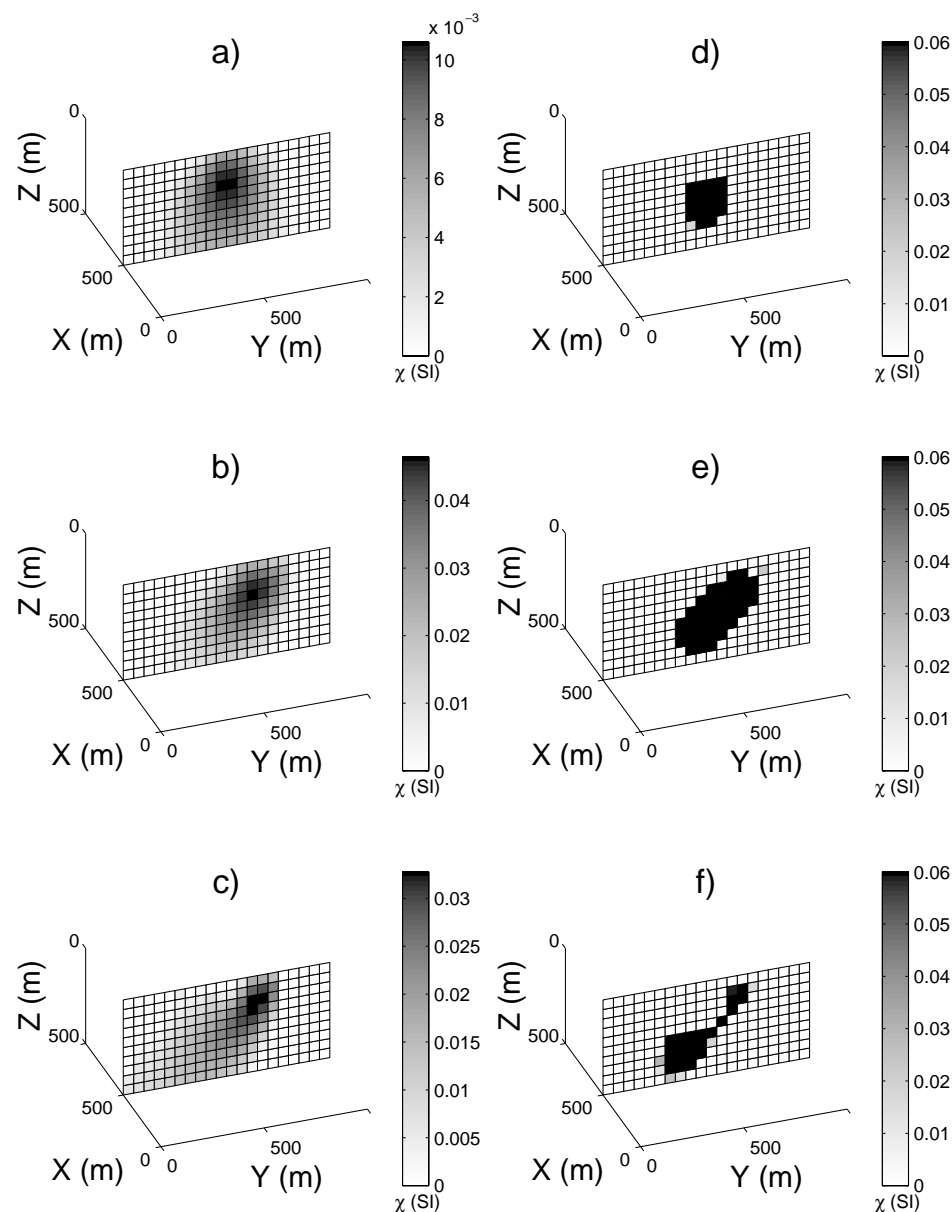 a)
x 10⁻³
10
8
6
4
2
0
χ (SI)
0
500
Z (m)
500
0
X (m)
0
500
Y (m)
d)
0.06
0.05
0.04
0.03
0.02
0.01
0
χ (SI)
0
500
Z (m)
500
0
X (m)
0
500
Y (m)
b)
0.04
0.03
0.02
0.01
0
χ (SI)
0
500
Z (m)
500
0
X (m)
0
500
Y (m)
e)
0.06
0.05
0.04
0.03
0.02
0.01
0
χ (SI)
0
500
Z (m)
500
0
X (m)
0
500
Y (m)
c)
0.03
0.025
0.02
0.015
0.01
0.005
0
χ (SI)
0
500
Z (m)
500
0
X (m)
0
500
Y (m)
f)
0.06
0.05
0.04
0.03
0.02
0.01
0
χ (SI)
0
500
Z (m)
500
0
X (m)
0
500
Y (m)